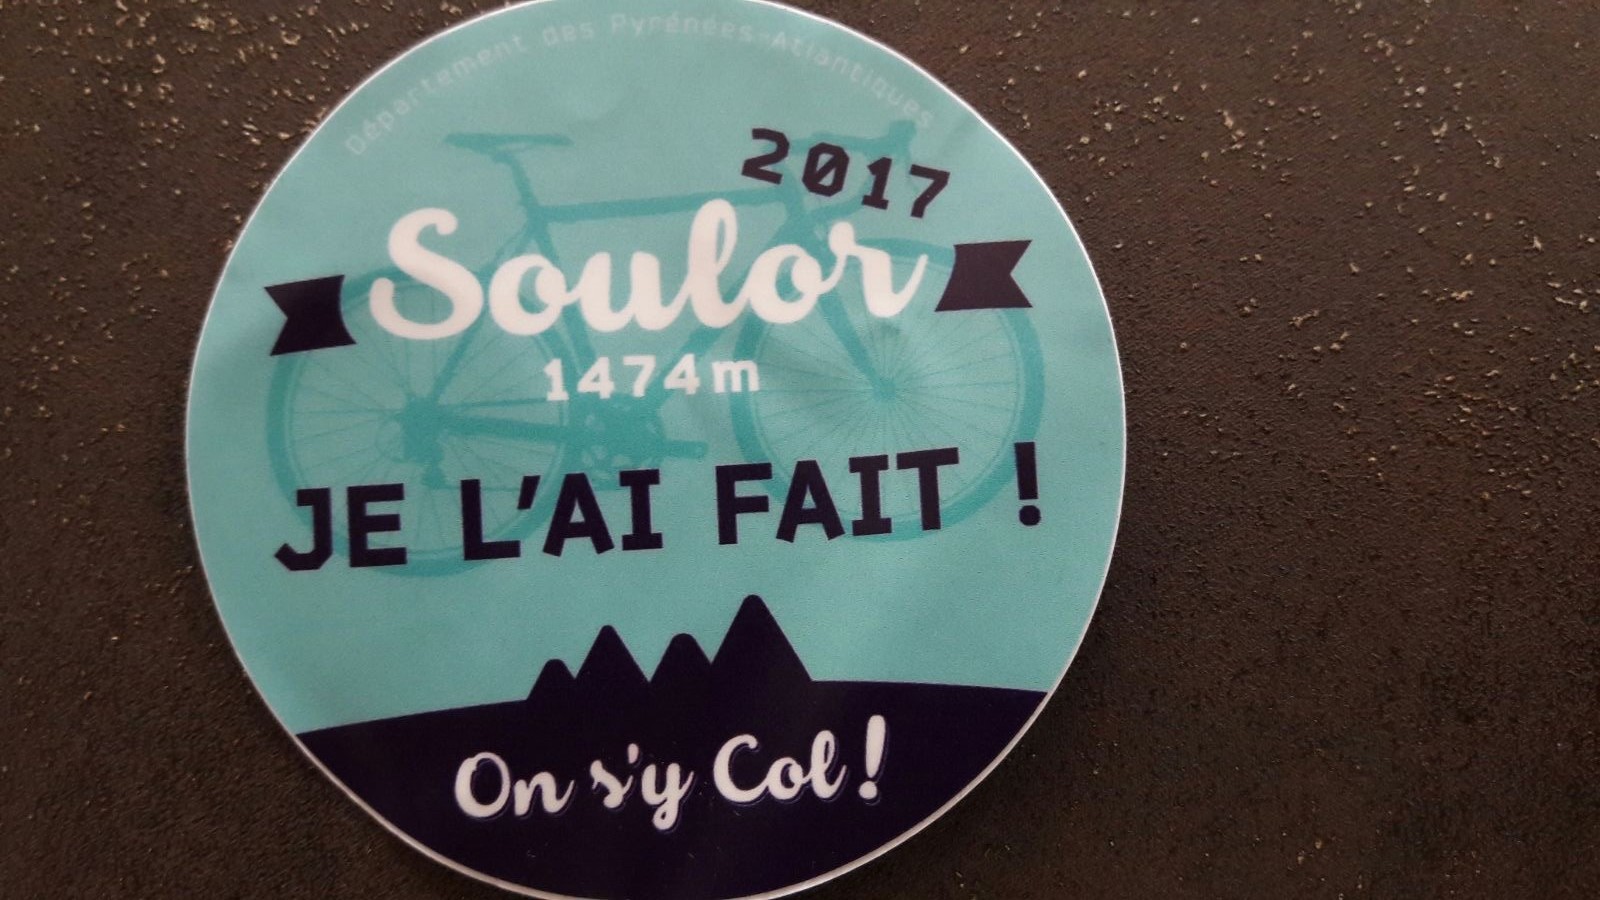 Département des Pyrénées-Atlantiques
2017
Soulor
1474m
JE L'AI FAIT !
On s'y Col !